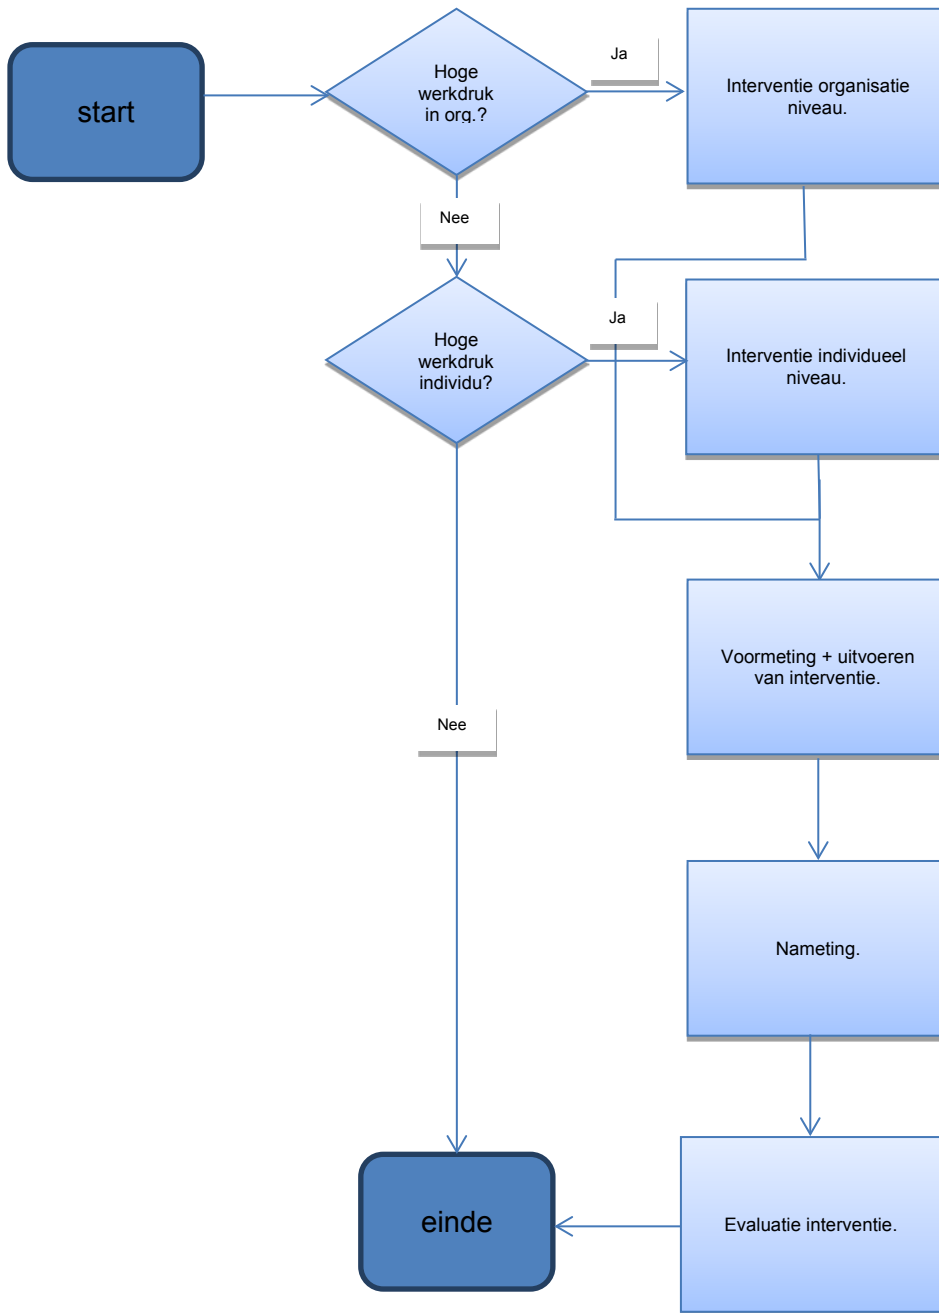 start
Hoge
werkdruk
in org.?
Ja
Interventie organisatie
niveau.
Nee
Hoge
werkdruk
individu?
Ja
Interventie individueel
niveau.
Voormeting + uitvoeren
van interventie.
Nee
Nameting.
einde
Evaluatie interventie.